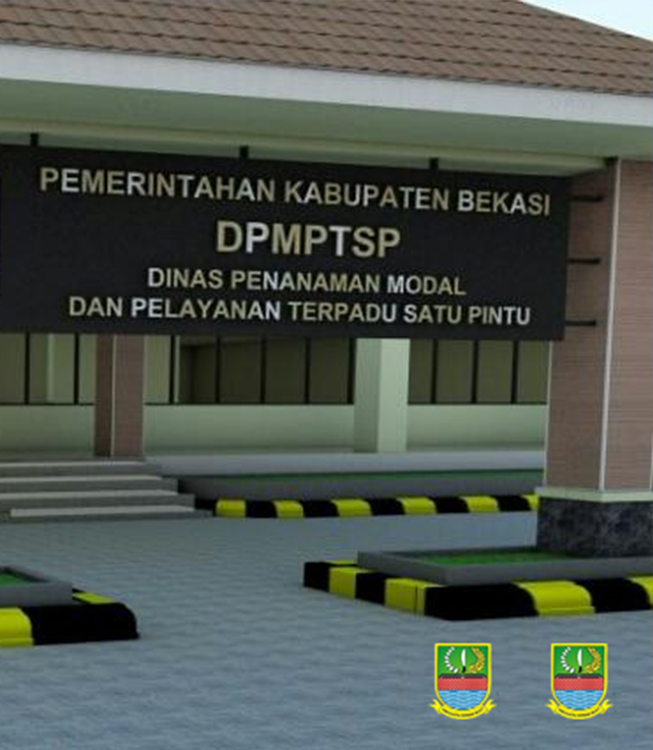 PEMERINTAHAN KABUPATEN BEKASI
DPMPTSP
DINAS PENANAMAN MODAL
DAN PELAYANAN TERPADU SATU PINTU